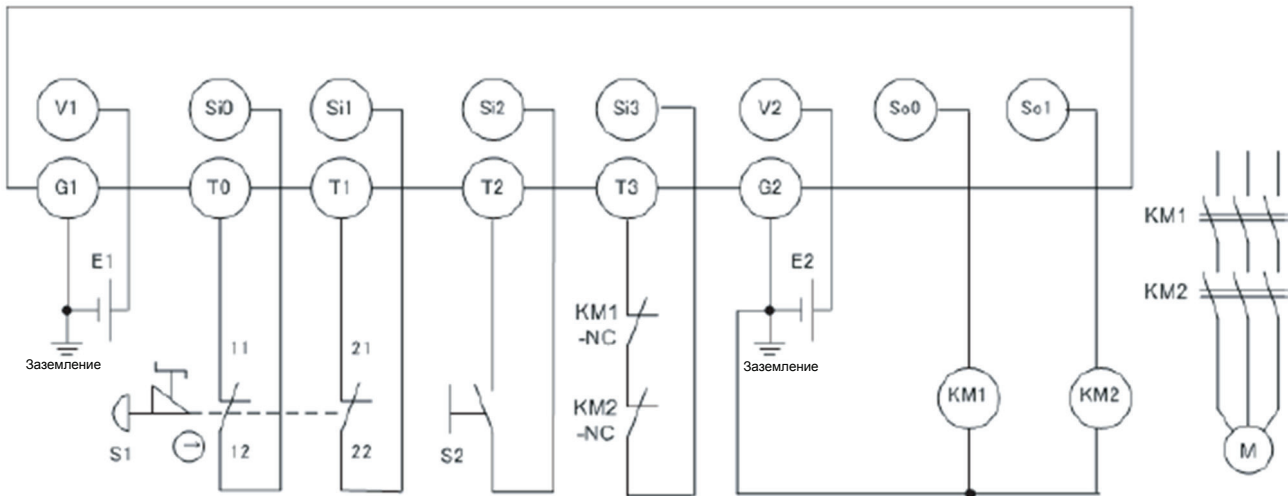 V1 Si0 Si1 Si2 Si3 V2 So0 So1
G1 T0 T1 T2 T3 G2
KM1
KM2
E1 E2
KM1
-NC
Заземление
Заземление
11 21
KM2
-NC
KM1 KM2
S1 12 22 S2
M